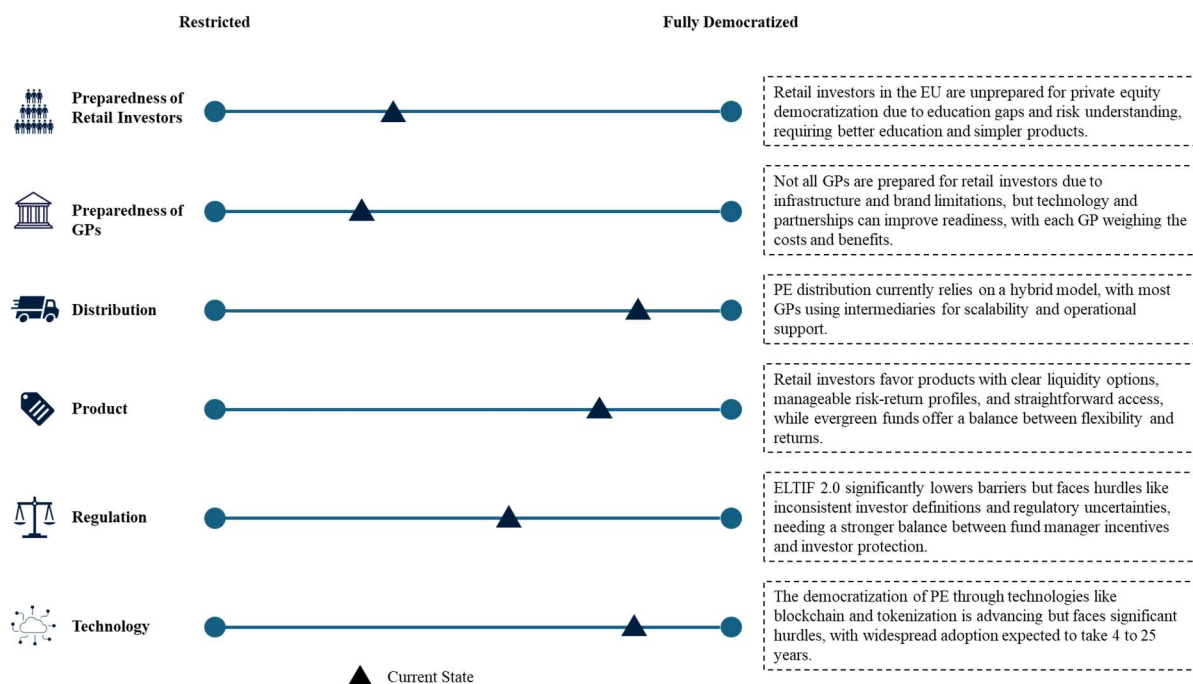 Restricted
Fully Democratized
Preparedness of
Retail Investors
Retail investors in the EU are unprepared for private equity
democratization due to education gaps and risk understanding,
requiring better education and simpler products.
Preparedness of
GPs
Not all GPs are prepared for retail investors due to
infrastructure and brand limitations, but technology and
partnerships can improve readiness, with each GP weighing the
costs and benefits.
Distribution
PE distribution currently relies on a hybrid model, with most
GPs using intermediaries for scalability and operational
support.
Product
Retail investors favor products with clear liquidity options,
manageable risk-return profiles, and straightforward access,
while evergreen funds offer a balance between flexibility and
returns.
Regulation
ELTIF 2.0 significantly lowers barriers but faces hurdles like
inconsistent investor definitions and regulatory uncertainties,
needing a stronger balance between fund manager incentives
and investor protection.
Technology
The democratization of PE through technologies like
blockchain and tokenization is advancing but faces significant
hurdles, with widespread adoption expected to take 4 to 25
years.
Current State